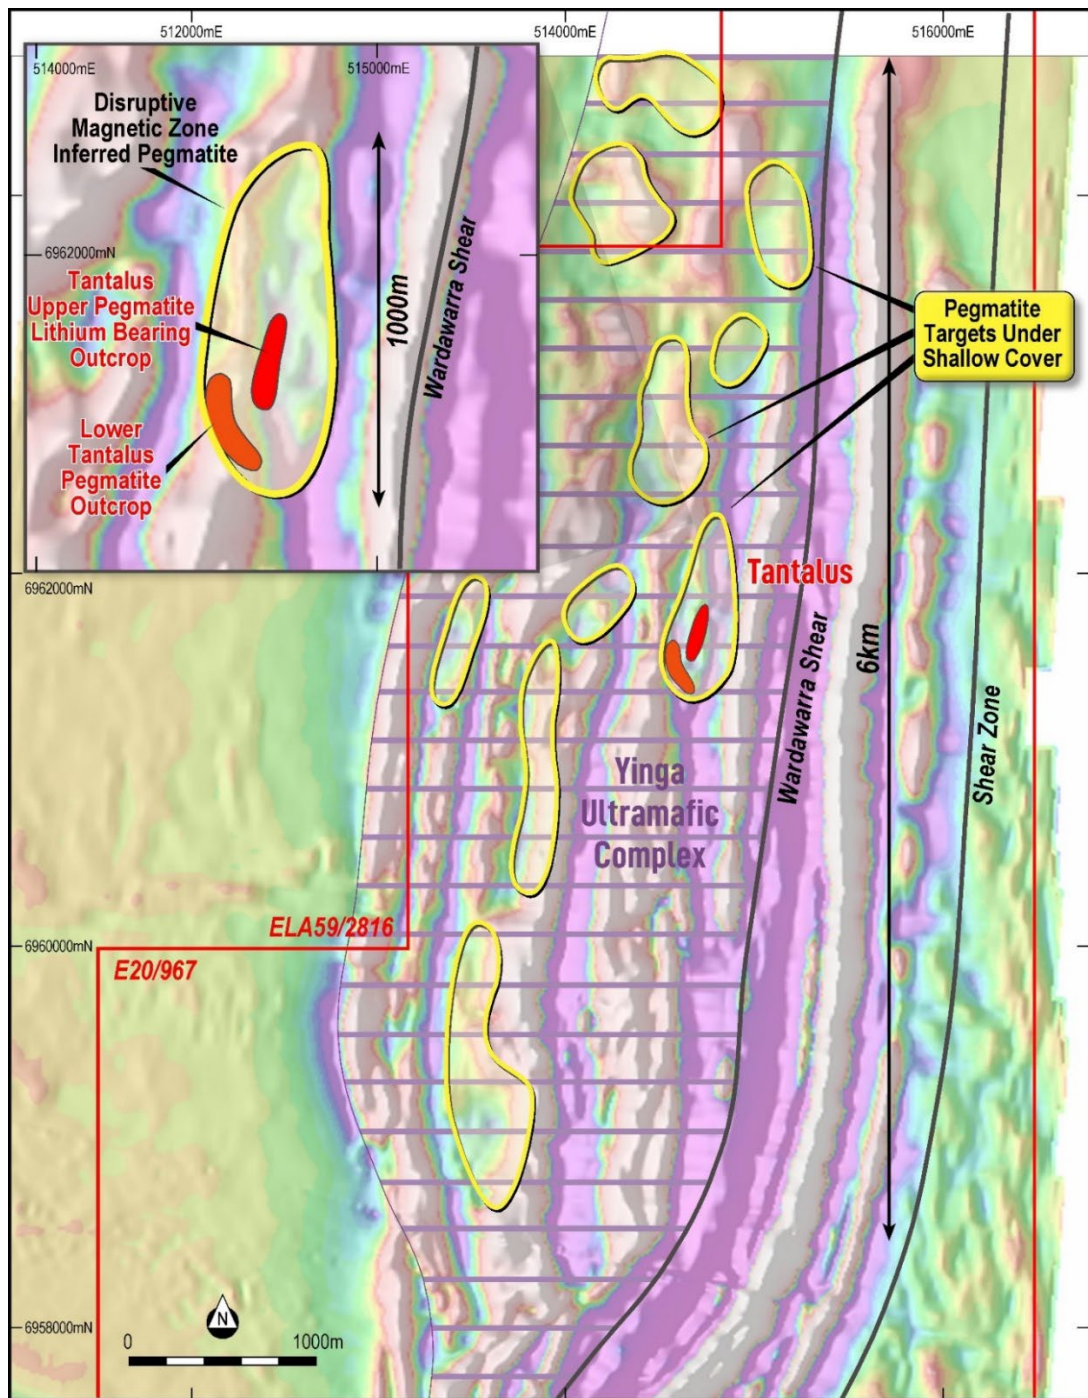 512000mE
514000mE
516000mE
514000mE
515000mE
Disruptive
Magnetic Zone
Inferred Pegmatite
6962000mN
Tantalus
Upper Pegmatite
Lithium Bearing
Outcrop
Lower
Tantalus
Pegmatite
Outcrop
1000m
Wardawarra Shear
Pegmatite
Targets Under
Shallow Cover
6962000mN
Tantalus
Wardawarra Shear
6km
Shear Zone
Yinga
Ultramafic
Complex
ELA59/2816
6960000mN
E20/967
6958000mN
N
0
1000m